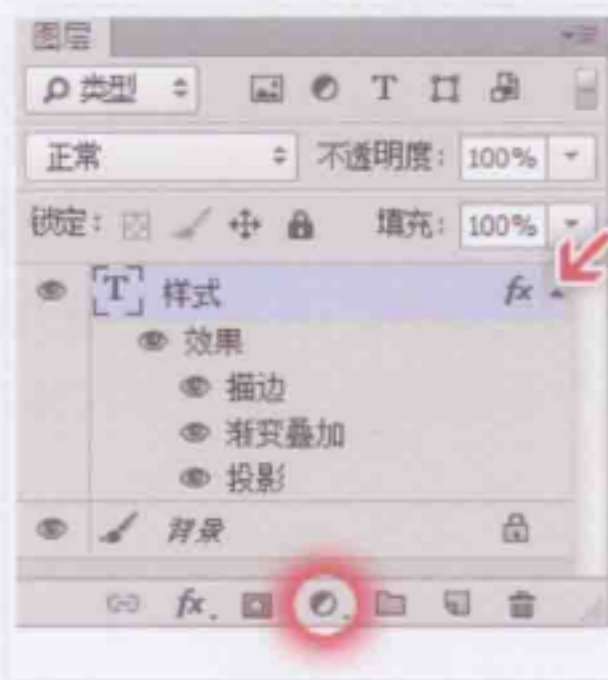 图层
类型 T
正常 不透明度: 100%
锁定: 填充: 100%
T 样式 fx
效果
描边
渐变叠加
投影
背景
fx